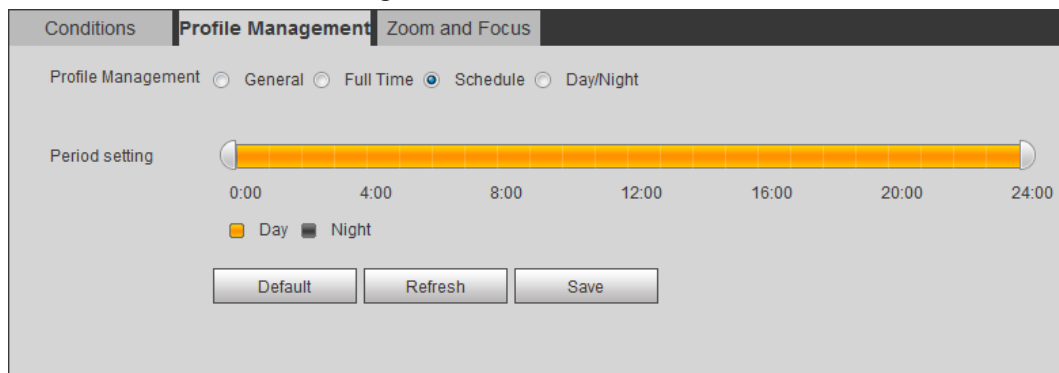 Conditions Profile Management Zoom and Focus
Profile Management General Full Time Schedule Day/Night
Period setting
0:00 4:00 8:00 12:00 16:00 20:00 24:00
Day Night
Default Refresh Save